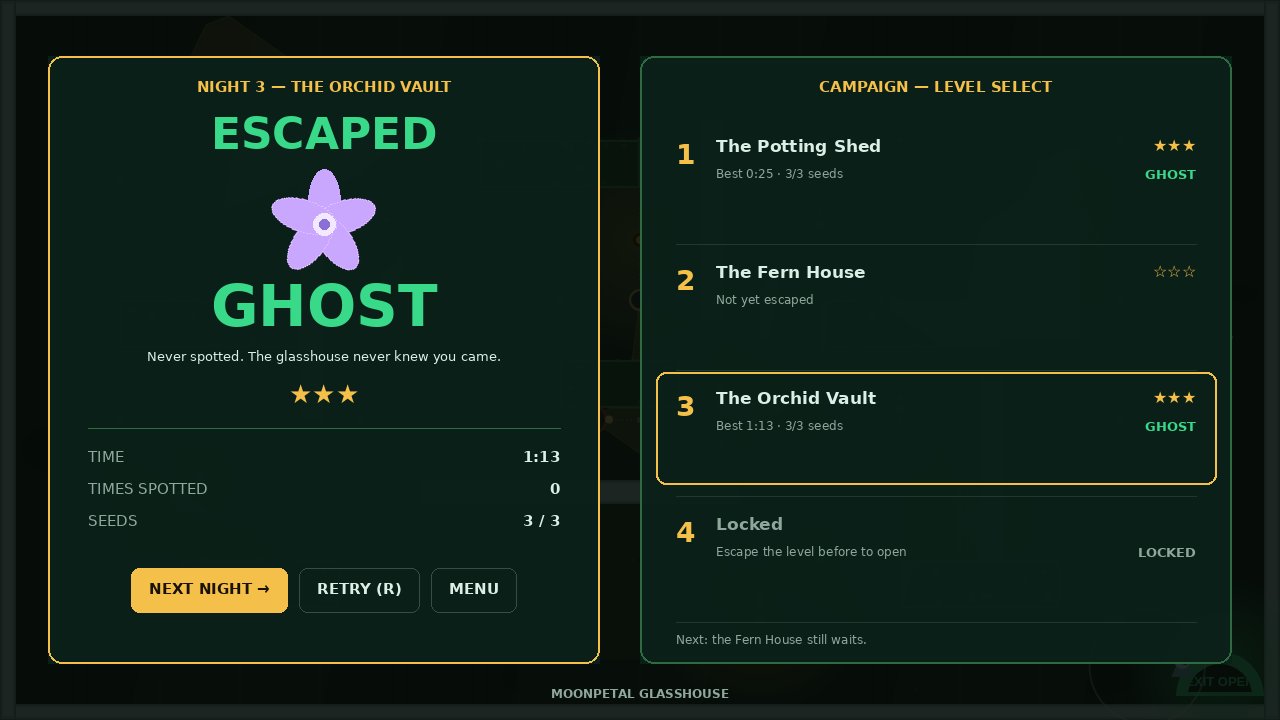 NIGHT 3 — THE ORCHID VAULT
ESCAPED
GHOST
Never spotted. The glasshouse never knew you came.
★★★
TIME 1:13
TIMES SPOTTED 0
SEEDS 3 / 3
NEXT NIGHT → RETRY (R) MENU
CAMPAIGN — LEVEL SELECT
1 The Potting Shed ★★★
Best 0:25 · 3/3 seeds GHOST
2 The Fern House ☆☆☆
Not yet escaped
3 The Orchid Vault ★★★
Best 1:13 · 3/3 seeds GHOST
4 Locked
Escape the level before to open LOCKED
Next: the Fern House still waits.
EXIT OPEN
MOONPETAL GLASSHOUSE